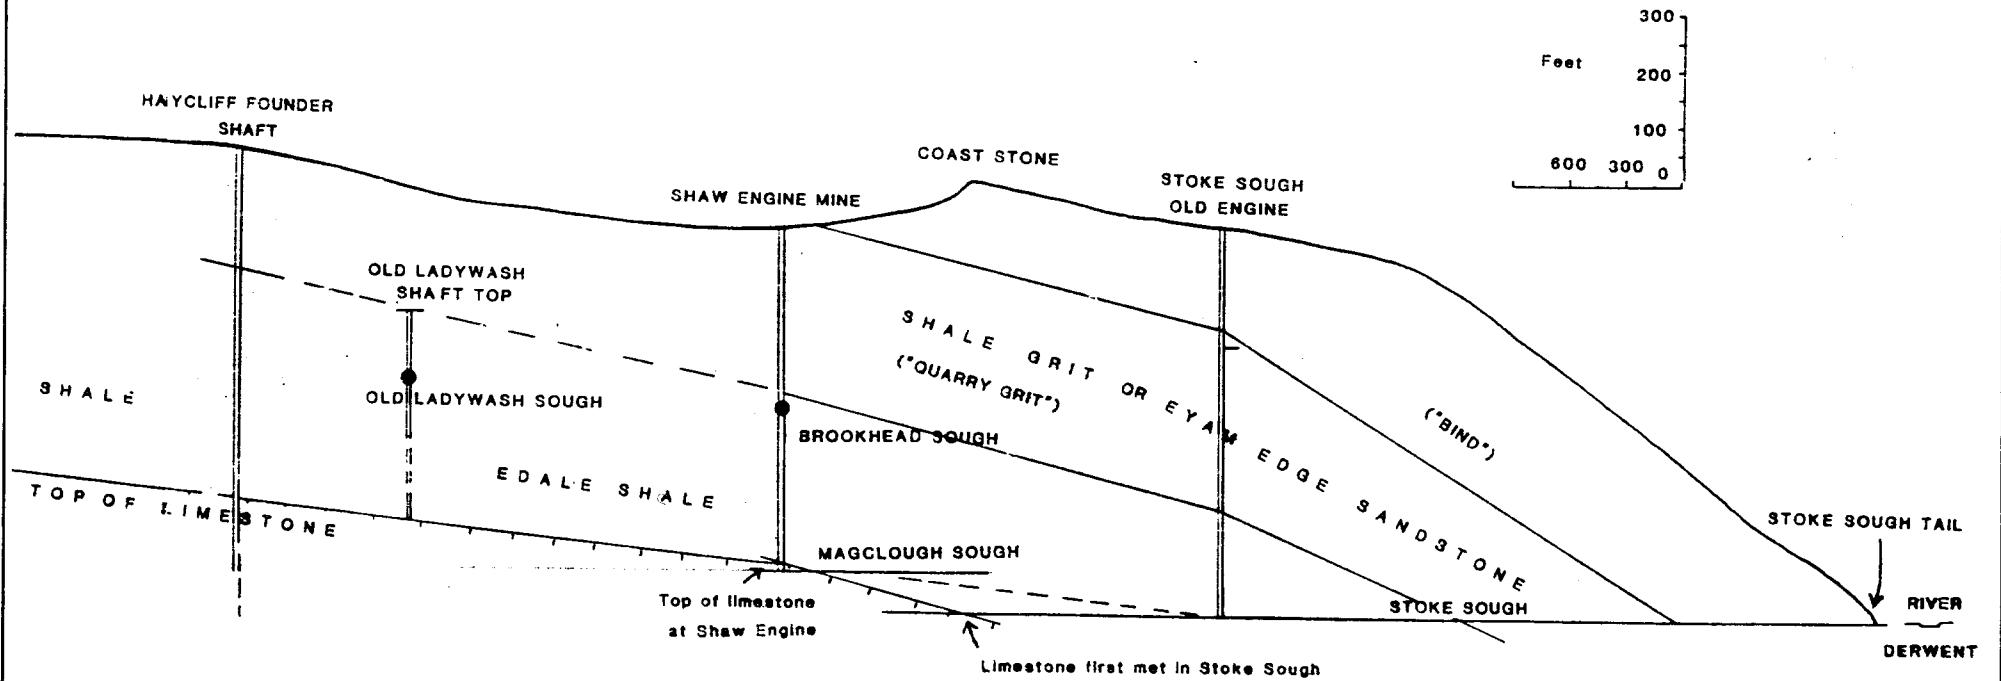 300
Feet
200
100
600 300 0
HAYCLIFF FOUNDER
SHAFT
COAST STONE
SHAW ENGINE MINE
STOKE SOUGH
OLD ENGINE
OLD LADYWASH
SHAFT TOP
SHALE GRIT OR EYAM EDGE SANDSTONE
("QUARRY GRIT")
SHALE
OLD LADYWASH SOUGH
("BIND")
BROOKHEAD SOUGH
EDALE SHALE
TOP OF LIMESTONE
STOKE SOUGH TAIL
MAGCLOUGH SOUGH
Top of limestone
at Shaw Engine
STOKE SOUGH
RIVER
DERWENT
Limestone first met in Stoke Sough